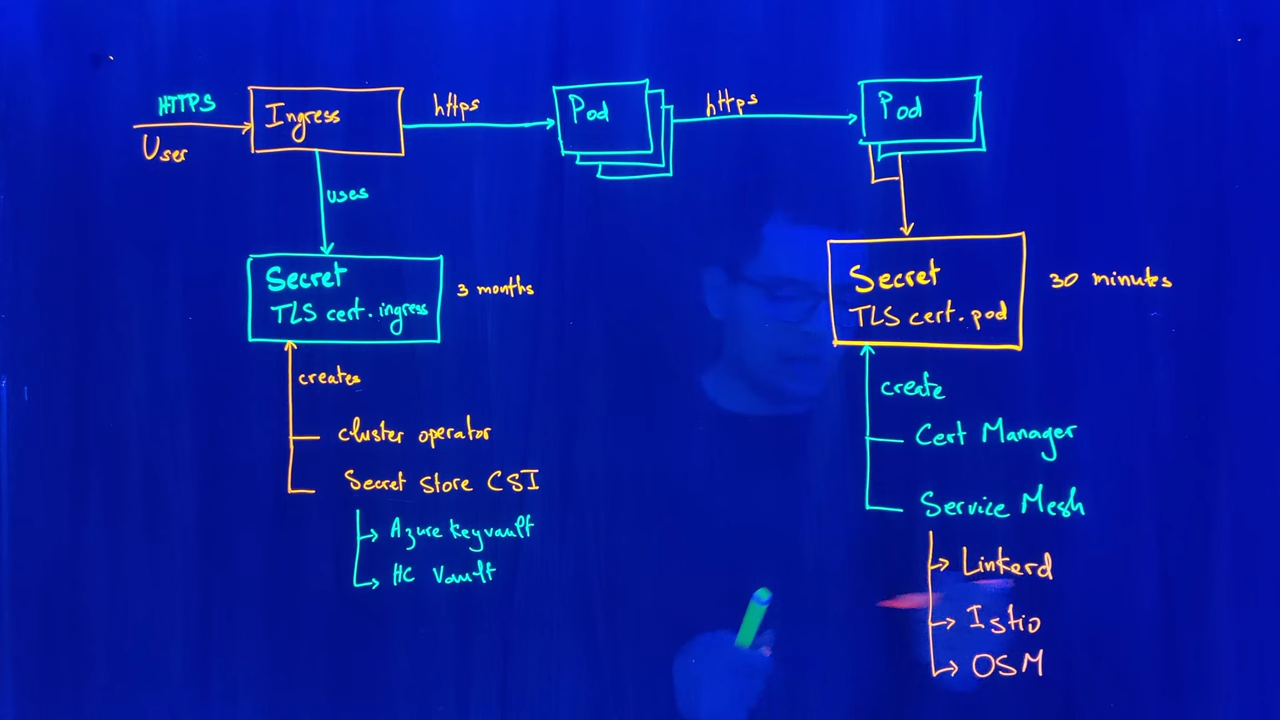 HTTPS
User
Ingress
https
Pod
https
Pod
uses
Secret
TLS cert. ingress
3 months
creates
cluster operator
Secret Store CSI
Azure keyvault
HC Vault
Secret
TLS cert. pod
30 minutes
create
Cert Manager
Service Mesh
Linkerd
Istio
OSM